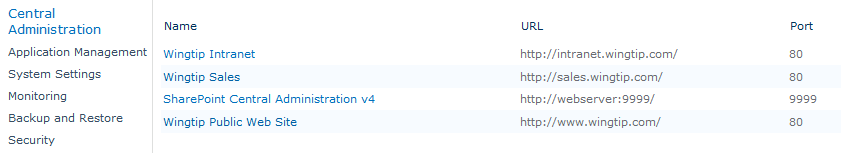 Central
Administration
Application Management
System Settings
Monitoring
Backup and Restore
Security
Name URL Port
Wingtip Intranet http://intranet.wingtip.com/ 80
Wingtip Sales http://sales.wingtip.com/ 80
SharePoint Central Administration v4 http://webserver:9999/ 9999
Wingtip Public Web Site http://www.wingtip.com/ 80